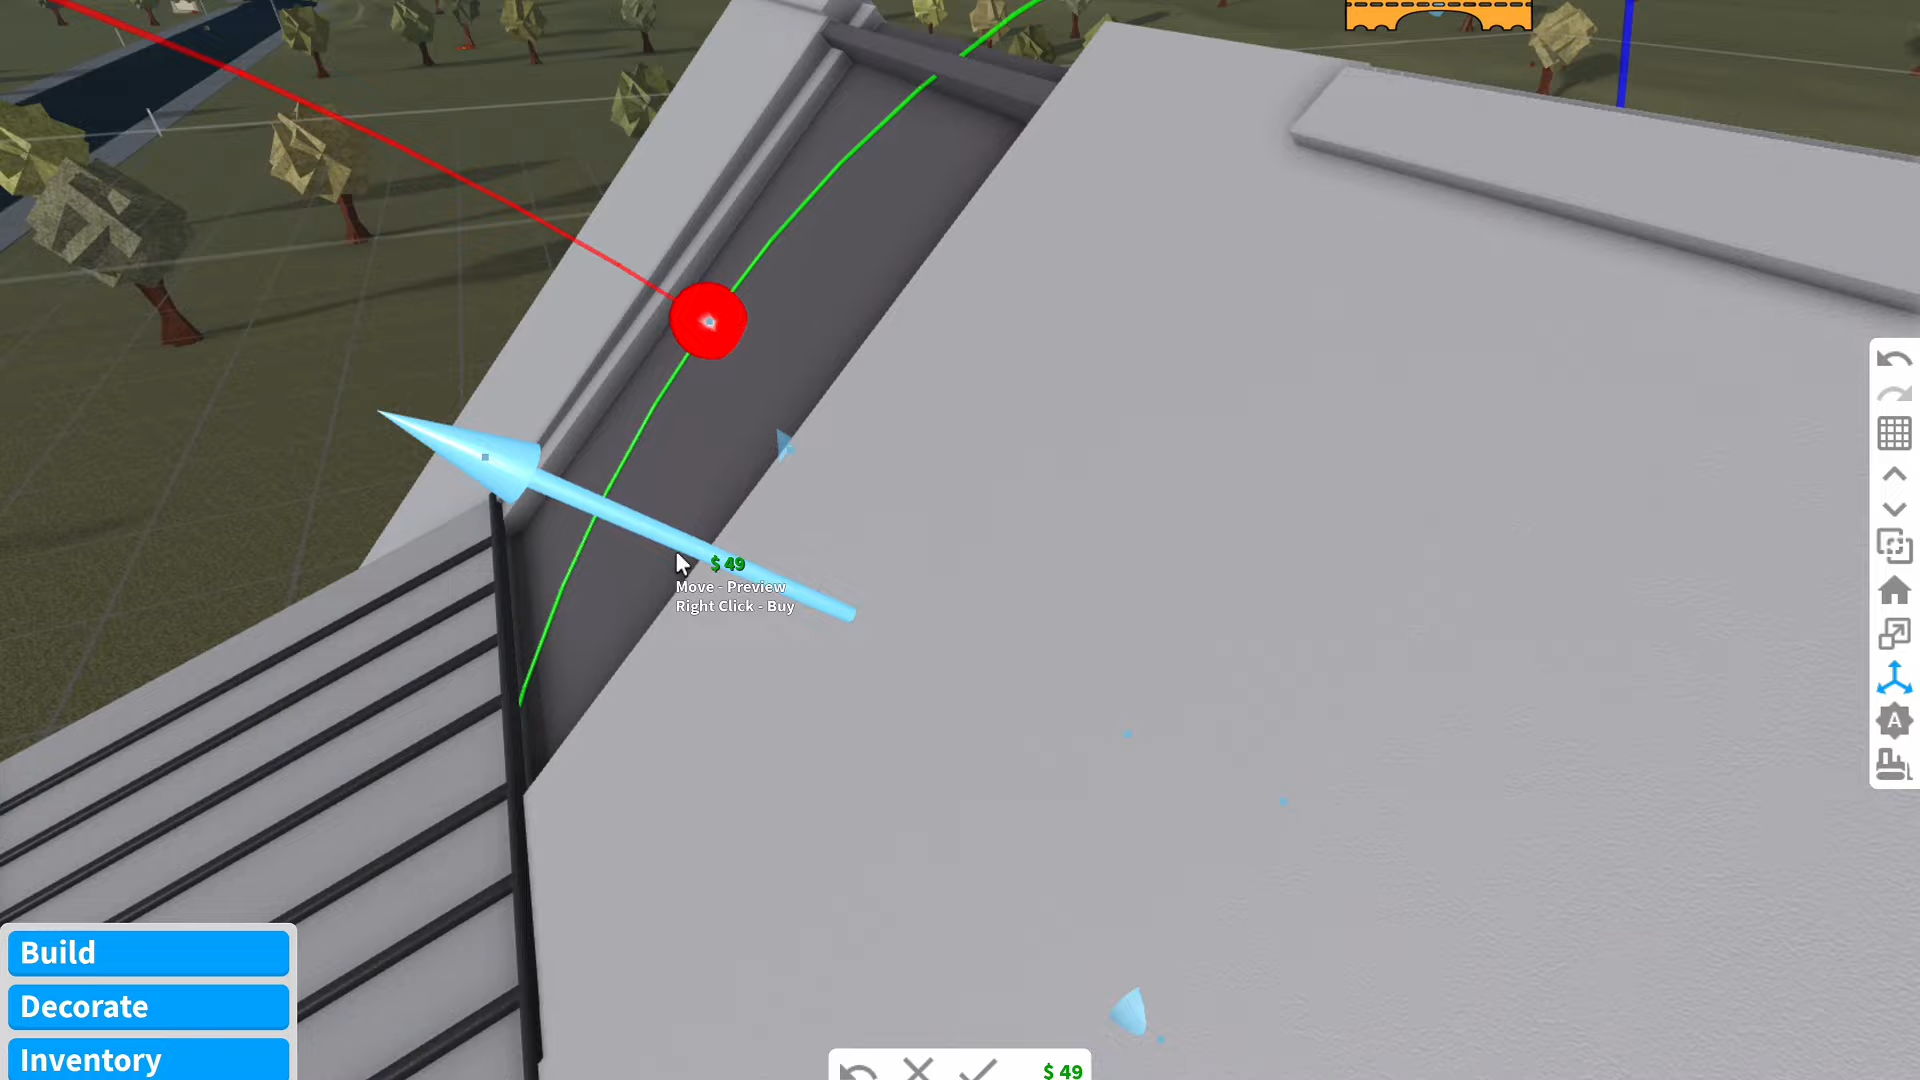 $ 49
Move - Preview
Right Click - Buy
A
Build
Decorate
Inventory
$ 49